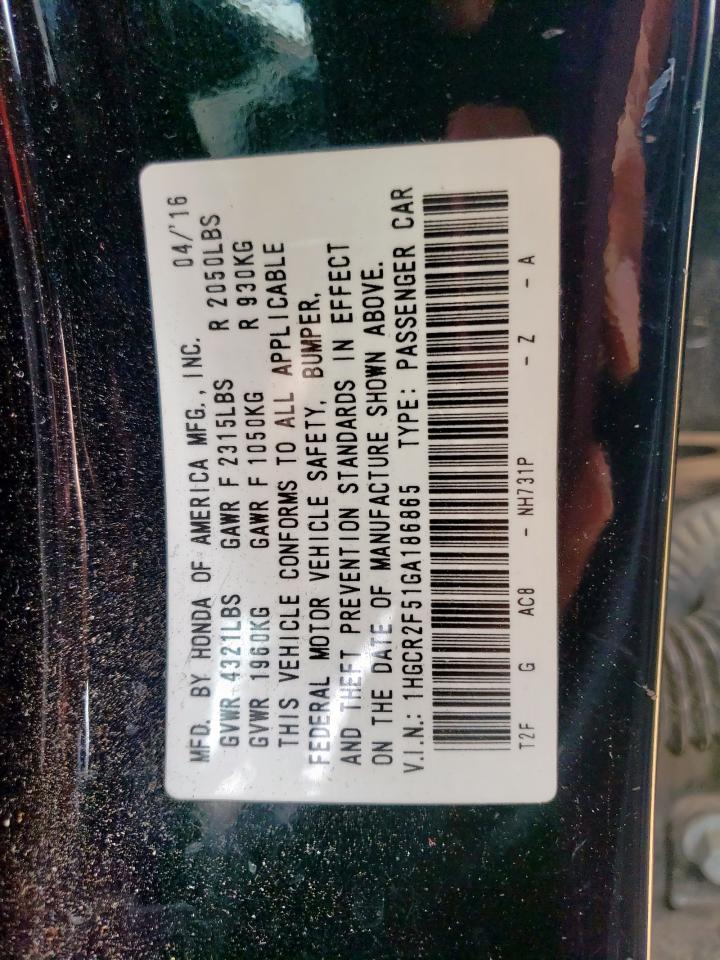 MFD. BY HONDA OF AMERICA MFG., INC. 04/'16
GVWR 4321LBS GAWR F 2315LBS R 2050LBS
GVWR 1960KG GAWR F 1050KG R 930KG
THIS VEHICLE CONFORMS TO ALL APPLICABLE
FEDERAL MOTOR VEHICLE SAFETY, BUMPER,
AND THEFT PREVENTION STANDARDS IN EFFECT
ON THE DATE OF MANUFACTURE SHOWN ABOVE.
V.I.N.: 1HGCR2F51GA186865 TYPE: PASSENGER CAR
T2F G AC8 - NH731P - Z - A